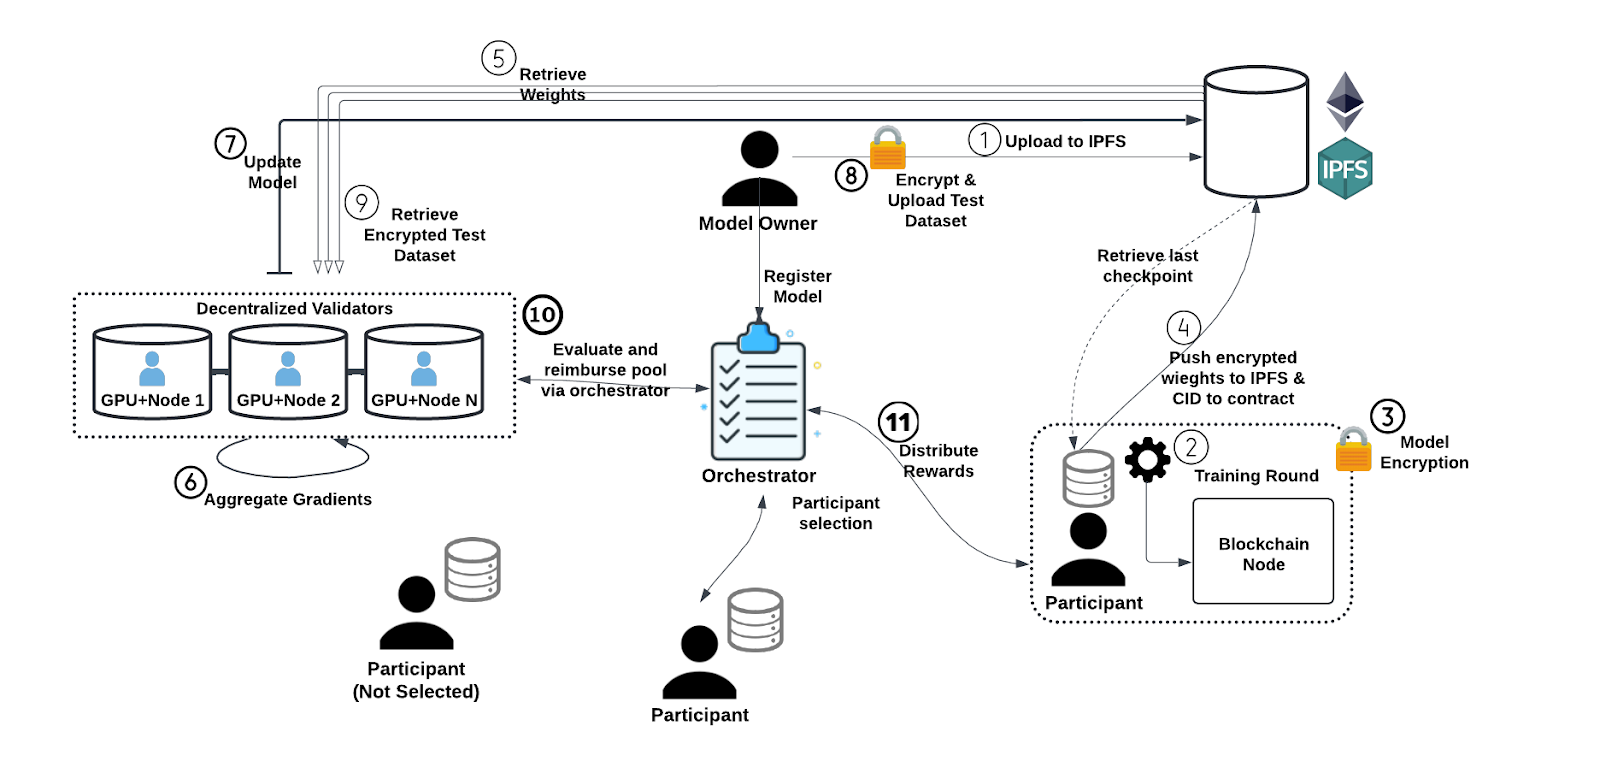 5
Retrieve
Weights
7
Update
Model
1 Upload to IPFS
IPFS
8
Encrypt &
Upload Test
Dataset
Model Owner
9
Retrieve
Encrypted Test
Dataset
Register
Model
Retrieve last
checkpoint
Decentralized Validators
GPU+Node 1
GPU+Node 2
GPU+Node N
10
Evaluate and
reimburse pool
via orchestrator
4
Push encrypted
wieghts to IPFS &
CID to contract
11
Distribute
Rewards
3
Model
Encryption
2
Training Round
Orchestrator
6
Aggregate Gradients
Participant
selection
Blockchain
Node
Participant
Participant
(Not Selected)
Participant